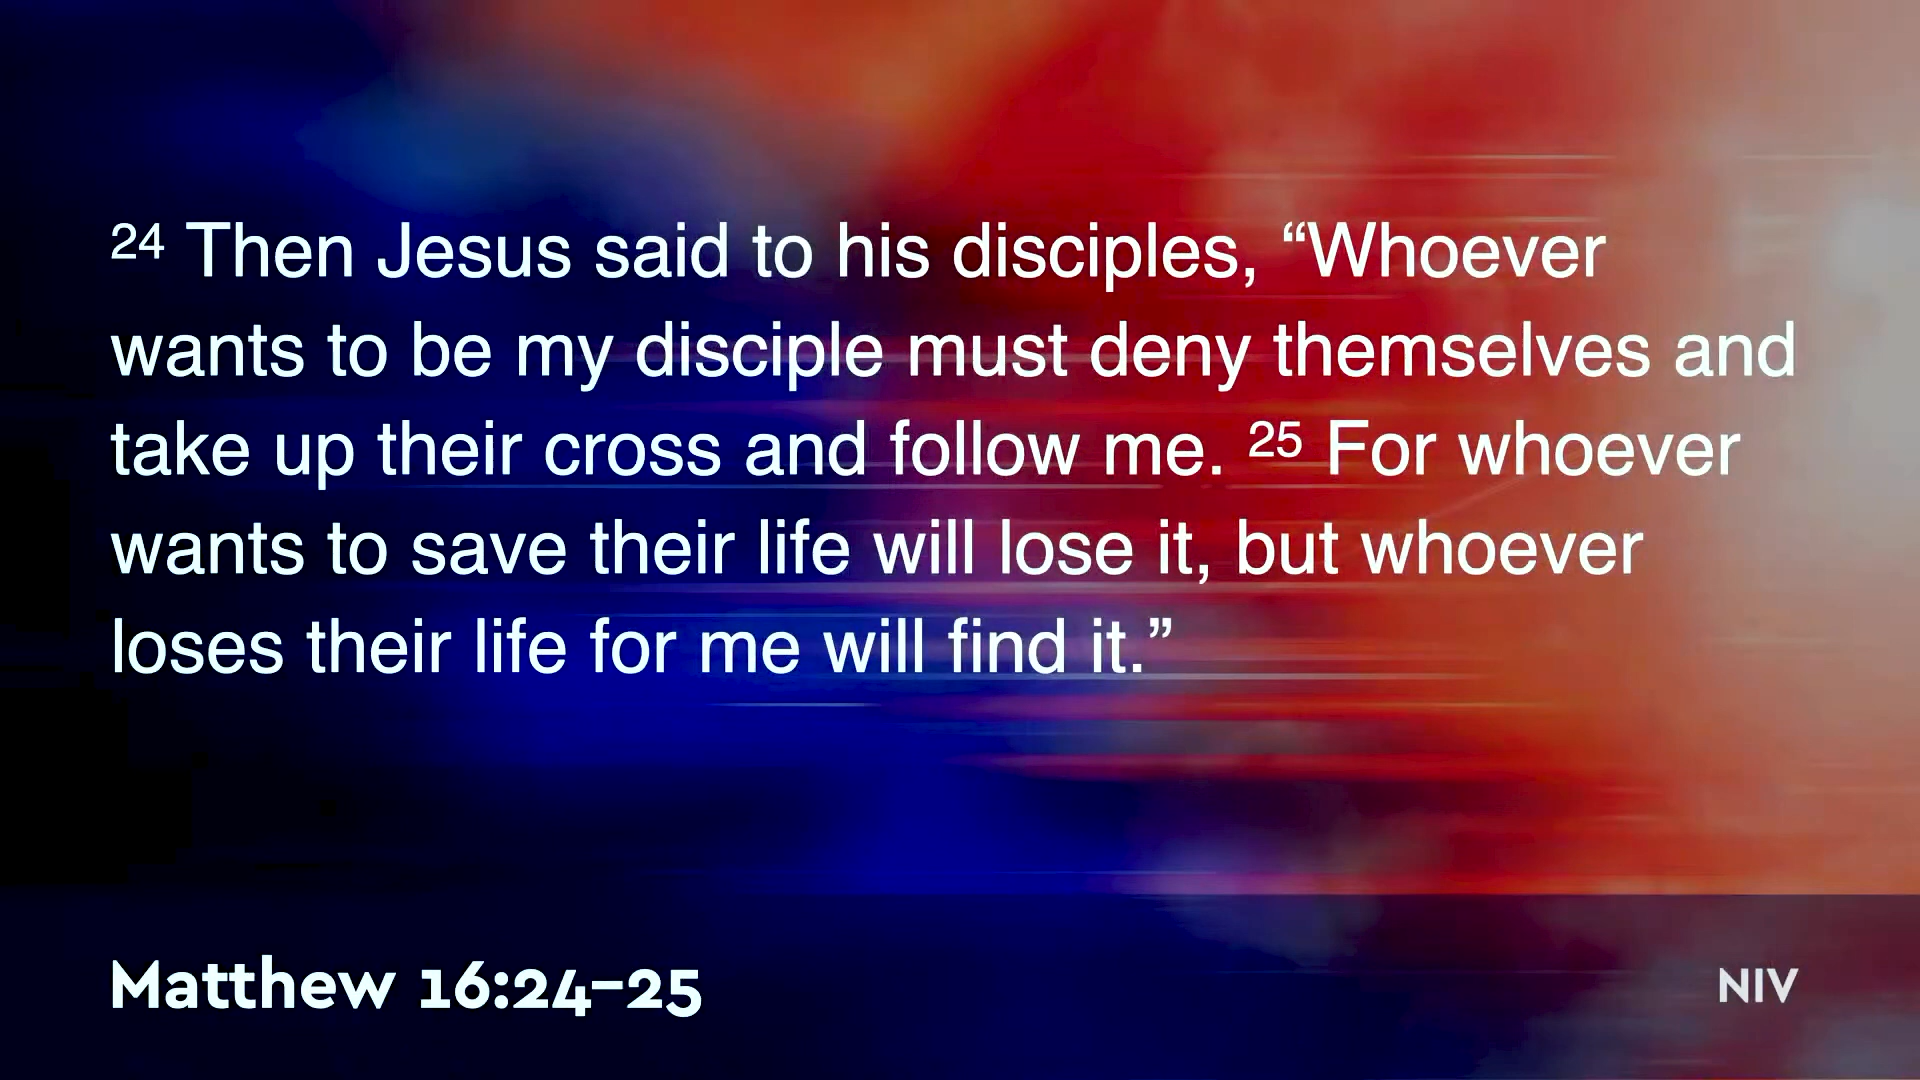 24 Then Jesus said to his disciples, “Whoever
wants to be my disciple must deny themselves and
take up their cross and follow me. 25 For whoever
wants to save their life will lose it, but whoever
loses their life for me will find it.”
Matthew 16:24–25
NIV